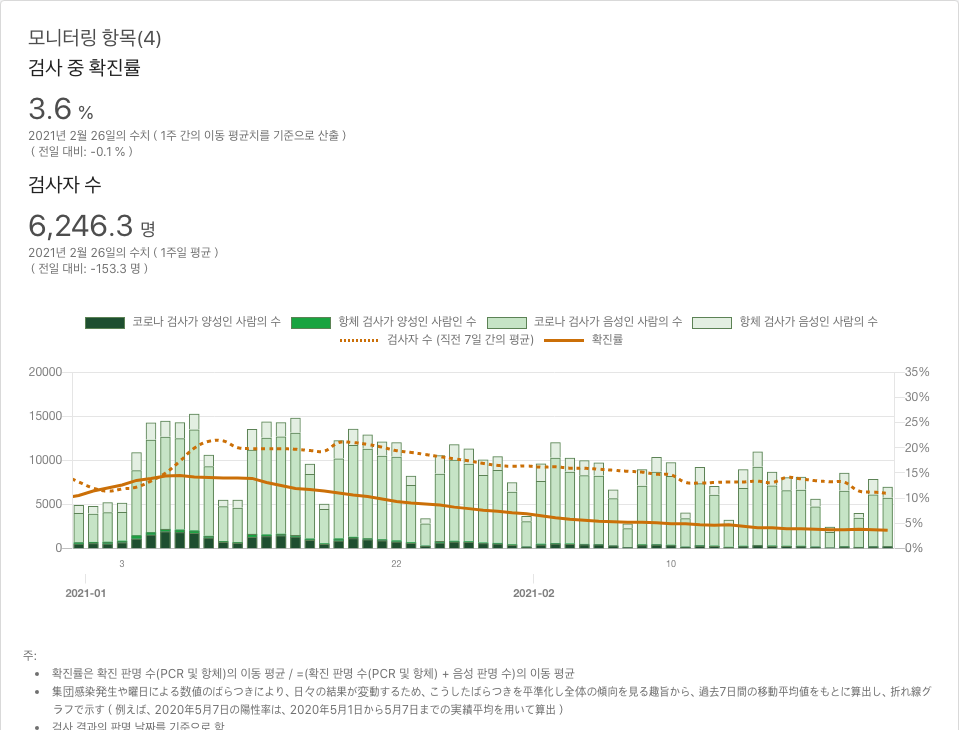 모니터링 항목(4)
검사 중 확진률
3.6 %
2021년 2월 26일의 수치 ( 1주 간의 이동 평균치를 기준으로 산출 )
( 전일 대비: -0.1 % )
검사자 수
6,246.3 명
2021년 2월 26일의 수치 ( 1주일 평균 )
( 전일 대비: -153.3 명 )
코로나 검사가 양성인 사람의 수 항체 검사가 양성인 사람인 수 코로나 검사가 음성인 사람의 수 항체 검사가 음성인 사람의 수
검사자 수 (직전 7일 간의 평균) 확진률
20000 35%
30%
15000 25%
20%
10000 15%
10%
5000 5%
0 0%
3 22 10
2021-01 2021-02
주:
• 확진률은 확진 판명 수(PCR 및 항체)의 이동 평균 / =(확진 판명 수(PCR 및 항체) + 음성 판명 수)의 이동 평균
• 集団感染発生や曜日による数値のばらつきにより、日々の結果が変動するため、こうしたばらつきを平準化し全体の傾向を見る趣旨から、過去7日間の移動平均値をもとに算出し、折れ線グ
ラフで示す ( 例えば、2020年5月7日の陽性率は、2020年5月1日から5月7日までの実績平均を用いて算出 )
• 검사 결과의 판명 날짜를 기준으로 함